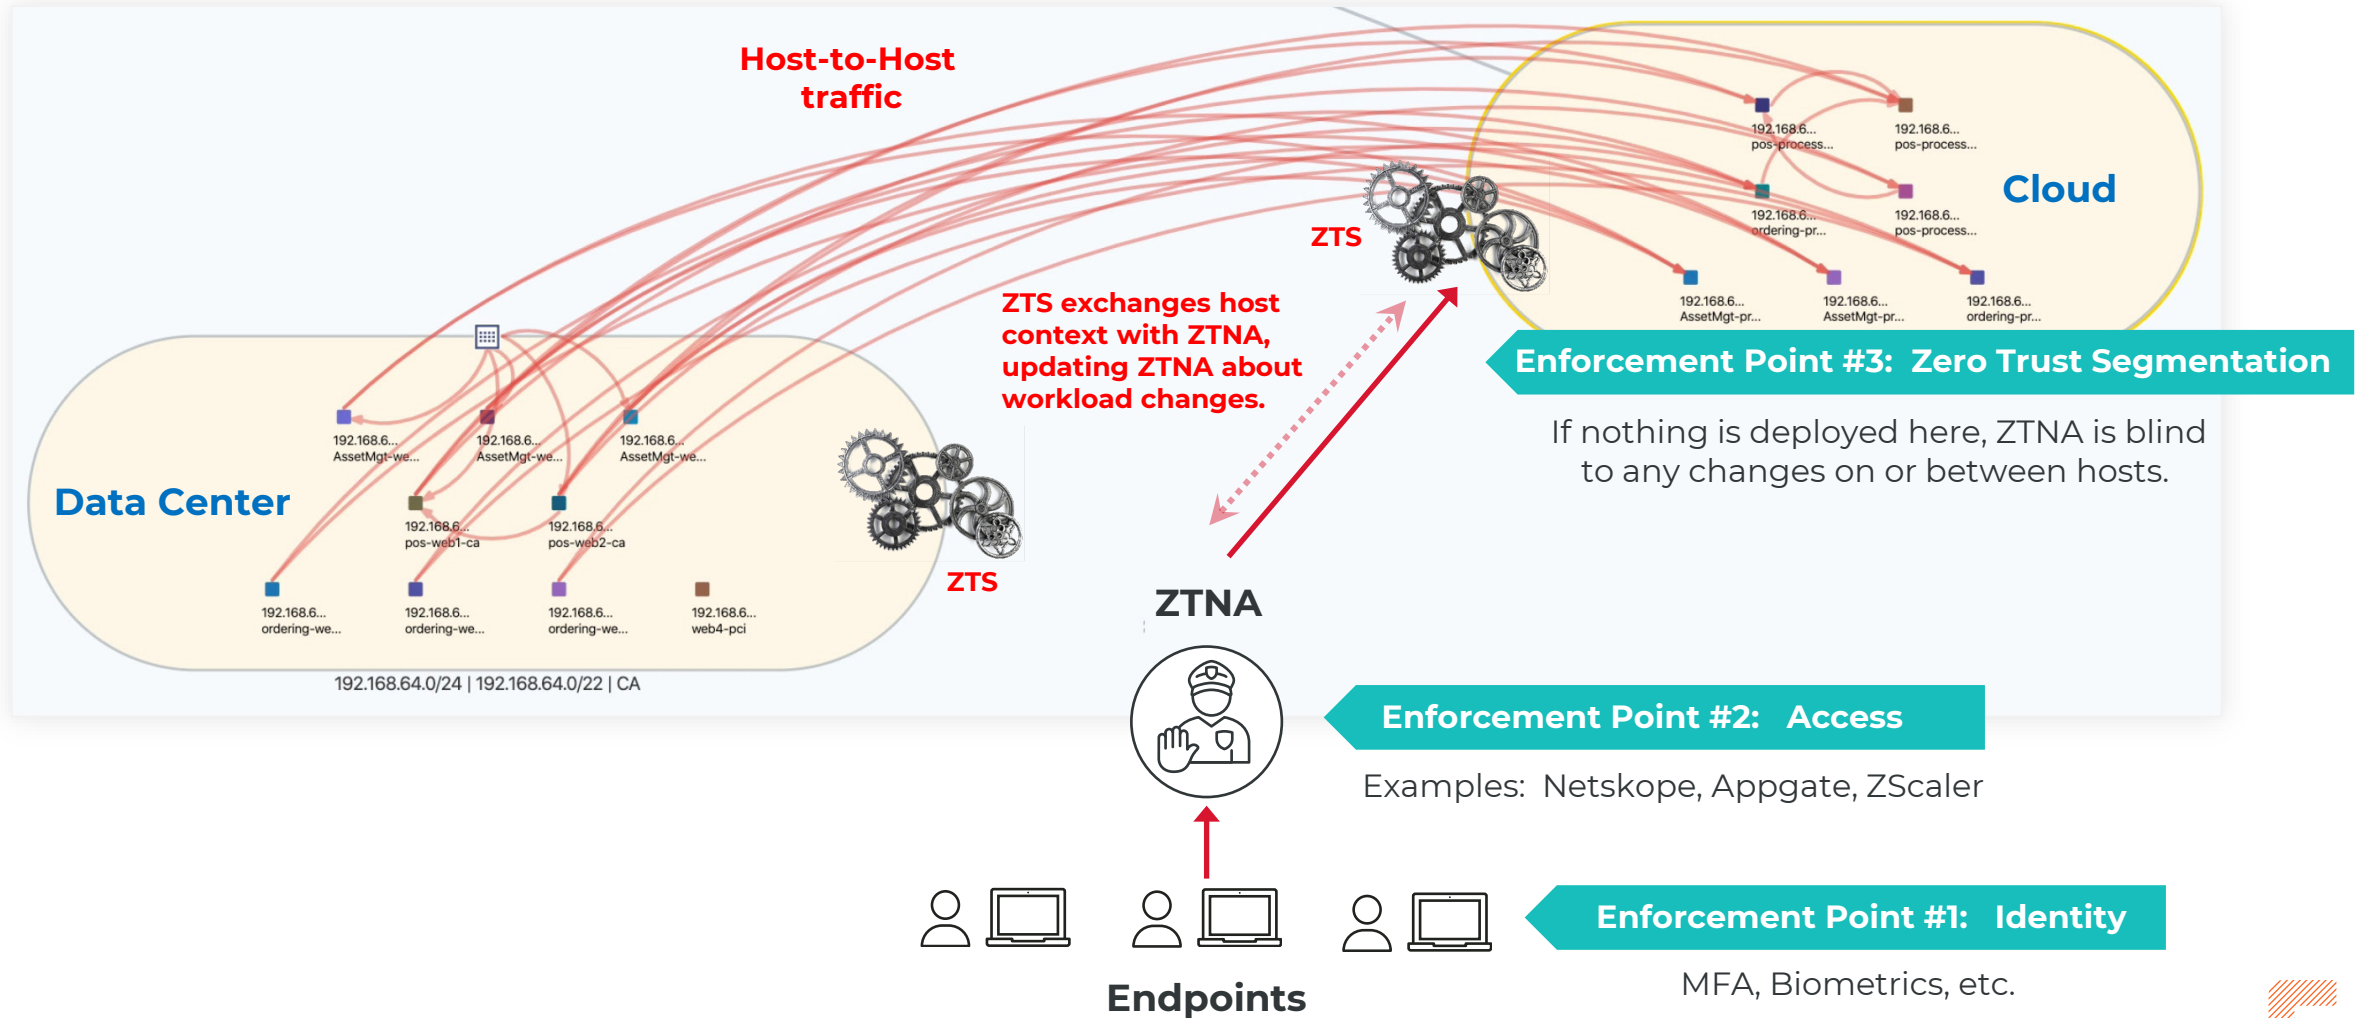 Host-to-Host
traffic
192.168.6...
pos-process...
192.168.6...
pos-process...
Cloud
192.168.6...
ordering-pr...
192.168.6...
pos-process...
ZTS
192.168.6...
AssetMgt-pr...
192.168.6...
AssetMgt-pr...
192.168.6...
ordering-pr...
ZTS exchanges host
context with ZTNA,
updating ZTNA about
workload changes.
Enforcement Point #3: Zero Trust Segmentation
If nothing is deployed here, ZTNA is blind
to any changes on or between hosts.
192.168.6...
AssetMgt-we...
192.168.6...
AssetMgt-we...
192.168.6...
AssetMgt-we...
Data Center
192.168.6...
pos-web1-ca
192.168.6...
pos-web2-ca
ZTS
192.168.6...
ordering-we...
192.168.6...
ordering-we...
192.168.6...
ordering-we...
192.168.6...
web4-pci
192.168.64.0/24 | 192.168.64.0/22 | CA
ZTNA
Enforcement Point #2: Access
Examples: Netskope, Appgate, ZScaler
Enforcement Point #1: Identity
MFA, Biometrics, etc.
Endpoints